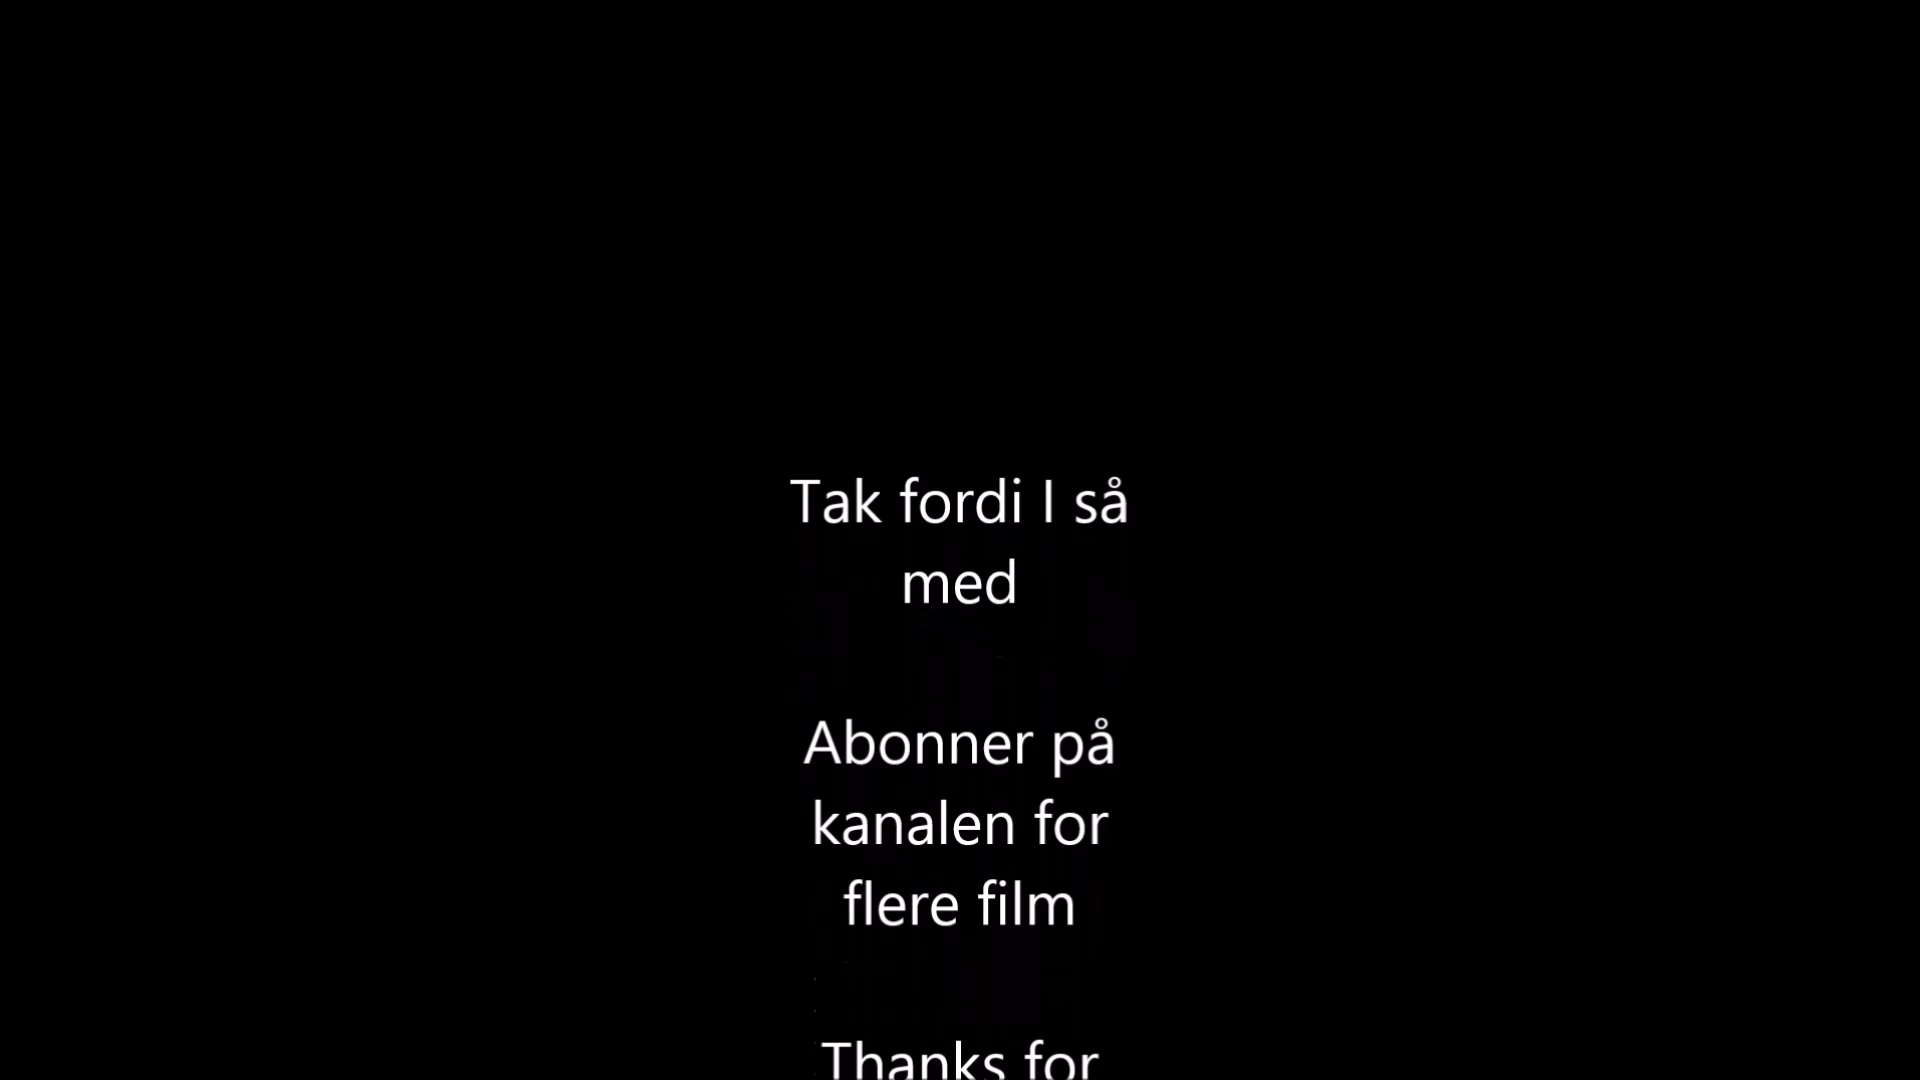 Tak fordi I så
med
Abonner på
kanalen for
flere film
Thanks for